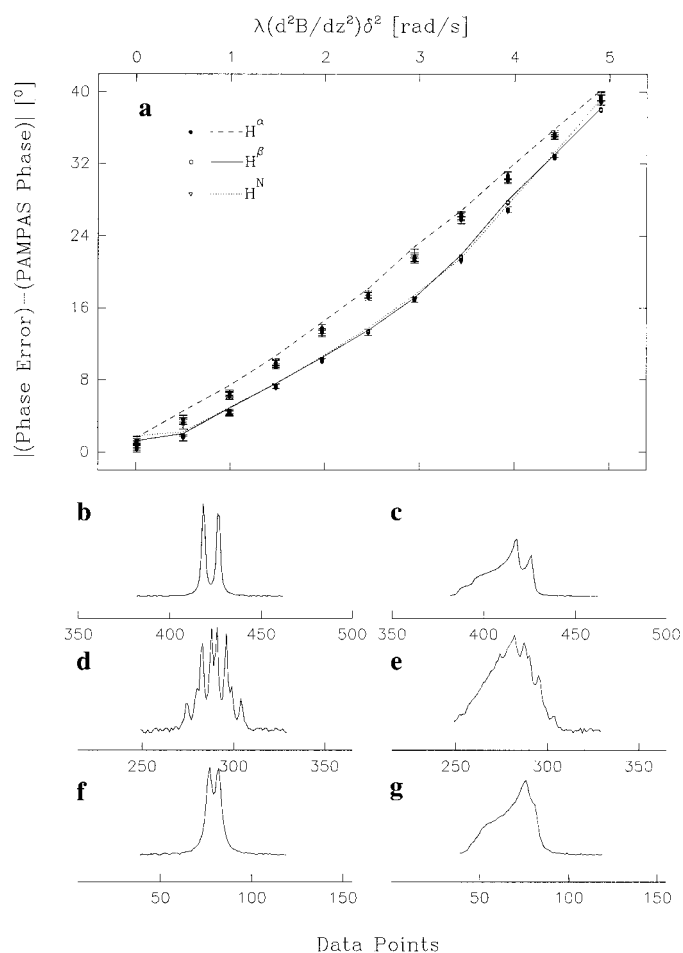 λ(d²B/dz²)δ² [rad/s]
0 1 2 3 4 5
|(Phase Error)−(PAMPAS Phase)| [º]
40
32
24
16
8
0
a
H^α
H^β
H^N
b
c
350 400 450 500
350 400 450 500
d
e
250 300 350
250 300 350
f
g
50 100 150
50 100 150
Data Points